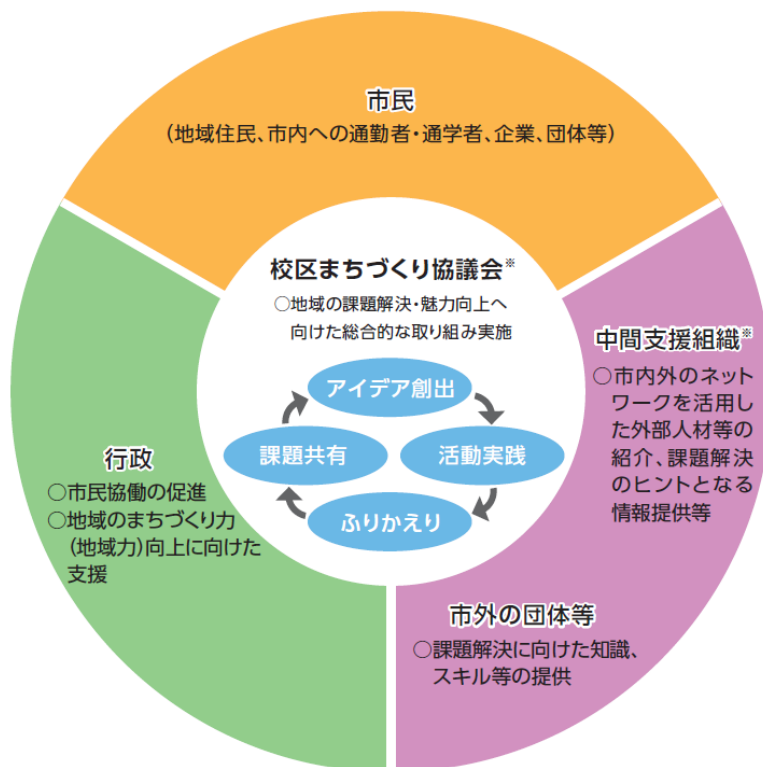 市民
(地域住民、市内への通勤者・通学者、企業、団体等)
校区まちづくり協議会※
○地域の課題解決・魅力向上へ
向けた総合的な取り組み実施
アイデア創出
課題共有
活動実践
ふりかえり
中間支援組織※
○市内外のネット
ワークを活用し
た外部人材等の
紹介、課題解決
のヒントとなる
情報提供等
行政
○市民協働の促進
○地域のまちづくり力
(地域力)向上に向けた
支援
市外の団体等
○課題解決に向けた知識、
スキル等の提供